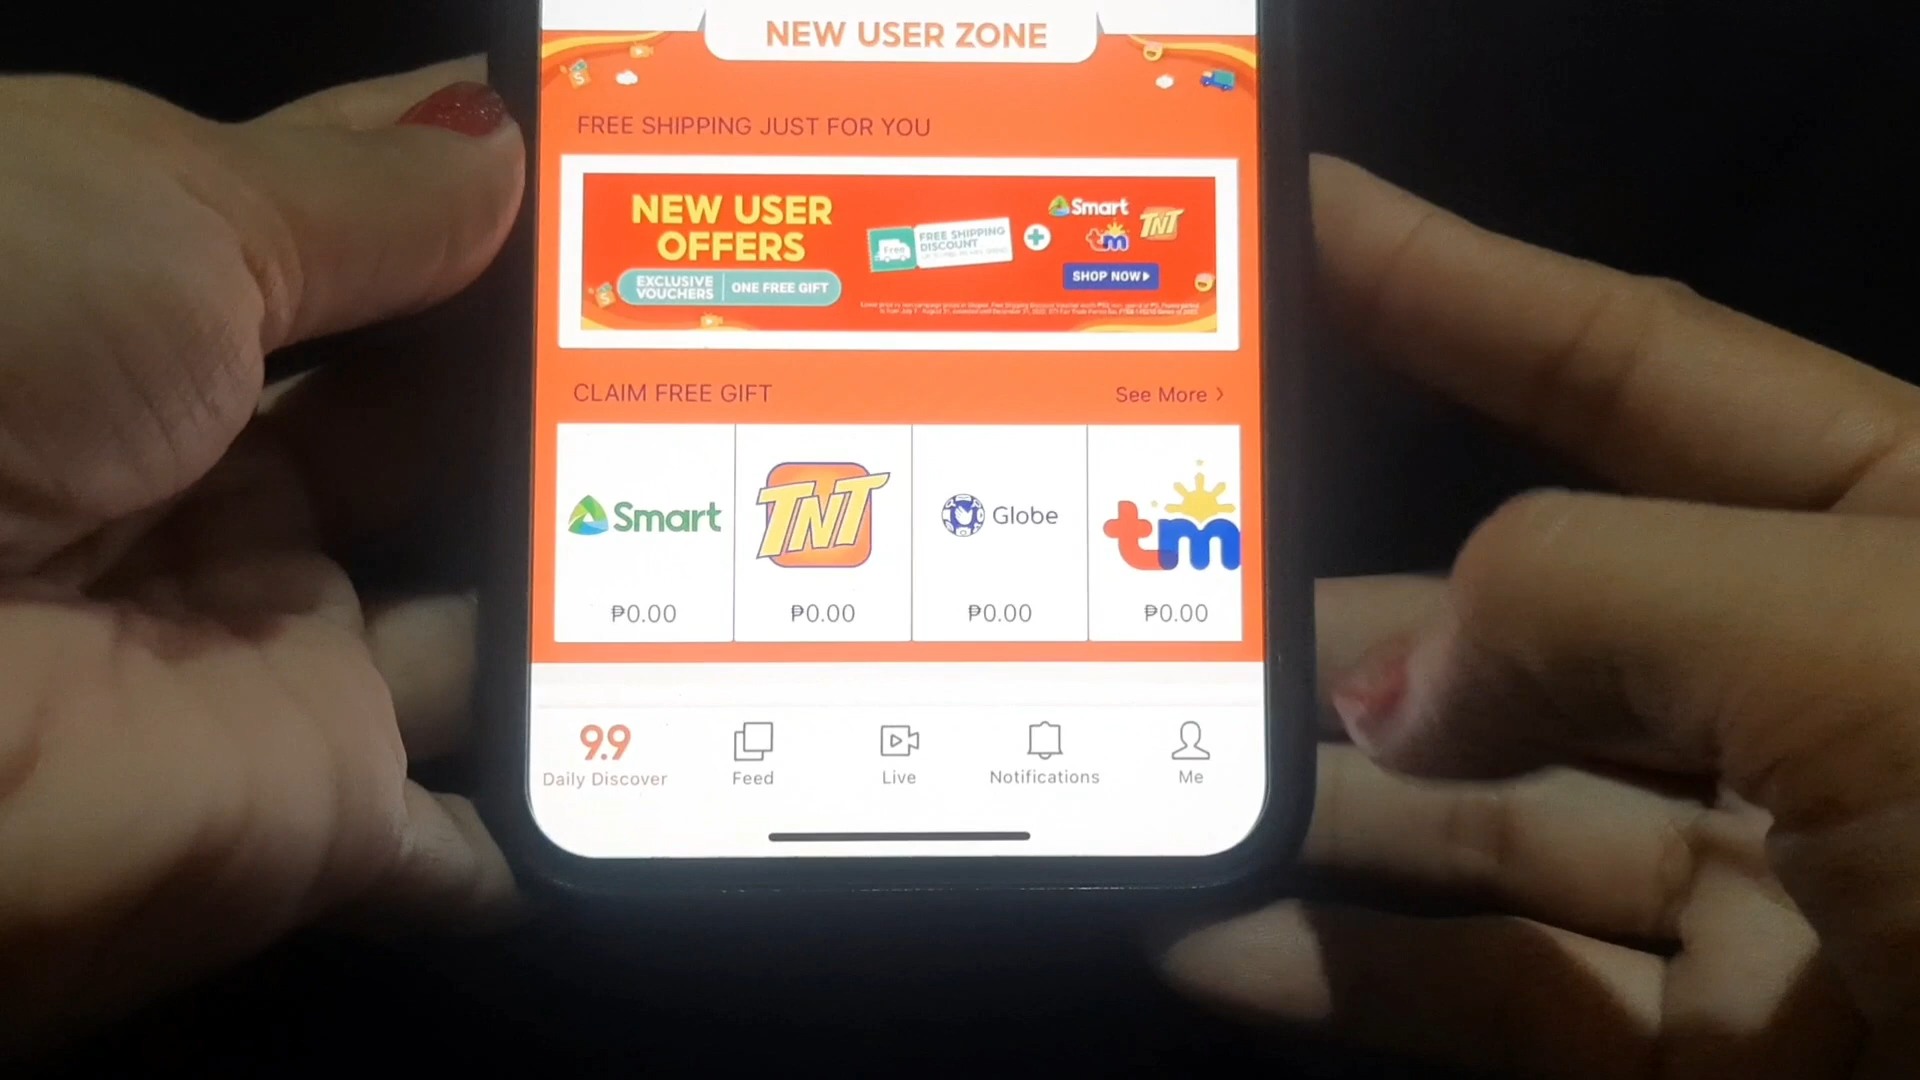 NEW USER ZONE
FREE SHIPPING JUST FOR YOU
NEW USER
OFFERS
EXCLUSIVE
VOUCHERS
ONE FREE GIFT
Free
FREE SHIPPING
DISCOUNT
Smart
TNT
tm
SHOP NOW
CLAIM FREE GIFT
See More >
Smart
TNT
Globe
tm
₱0.00
₱0.00
₱0.00
₱0.00
9.9
Daily Discover
Feed
Live
Notifications
Me